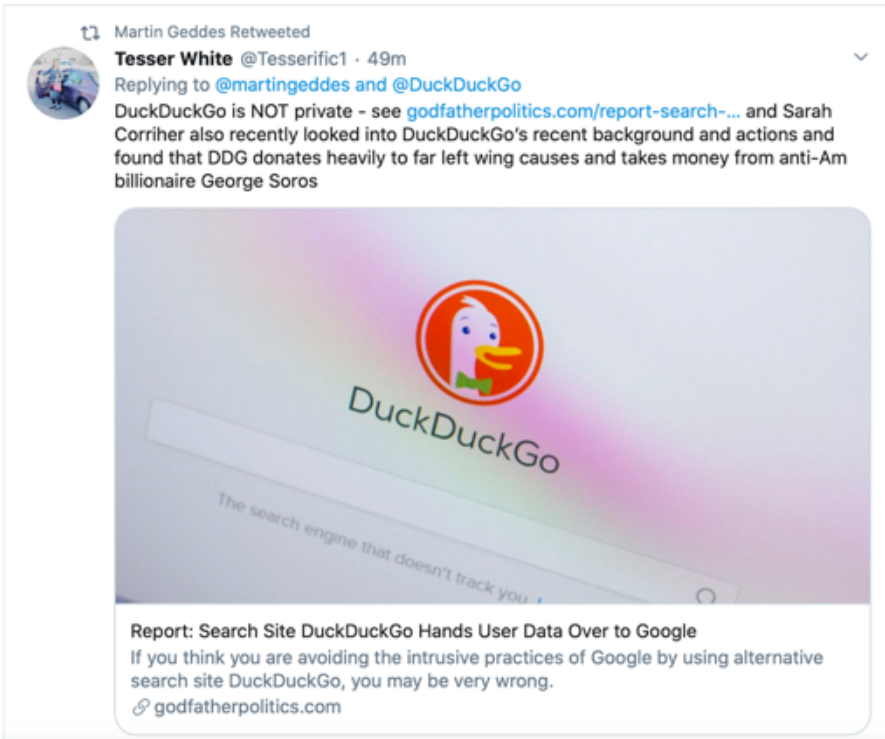 Martin Geddes Retweeted
Tesser White @Tesserific1 · 49m
Replying to @martingeddes and @DuckDuckGo
DuckDuckGo is NOT private - see godfatherpolitics.com/report-search-... and Sarah
Corriher also recently looked into DuckDuckGo's recent background and actions and
found that DDG donates heavily to far left wing causes and takes money from anti-Am
billionaire George Soros
DuckDuckGo
The search engine that doesn't track you.
Report: Search Site DuckDuckGo Hands User Data Over to Google
If you think you are avoiding the intrusive practices of Google by using alternative
search site DuckDuckGo, you may be very wrong.
godfatherpolitics.com